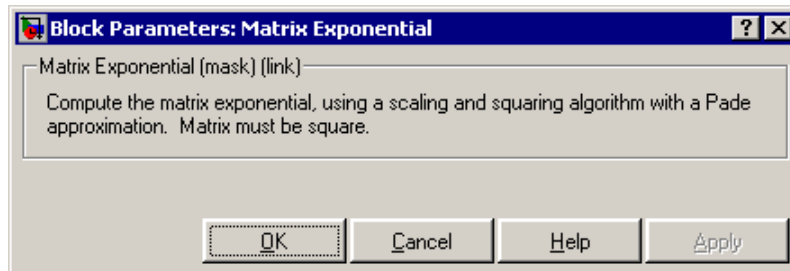 Block Parameters: Matrix Exponential
Matrix Exponential (mask) (link)
Compute the matrix exponential, using a scaling and squaring algorithm with a Pade
approximation. Matrix must be square.
OK Cancel Help Apply